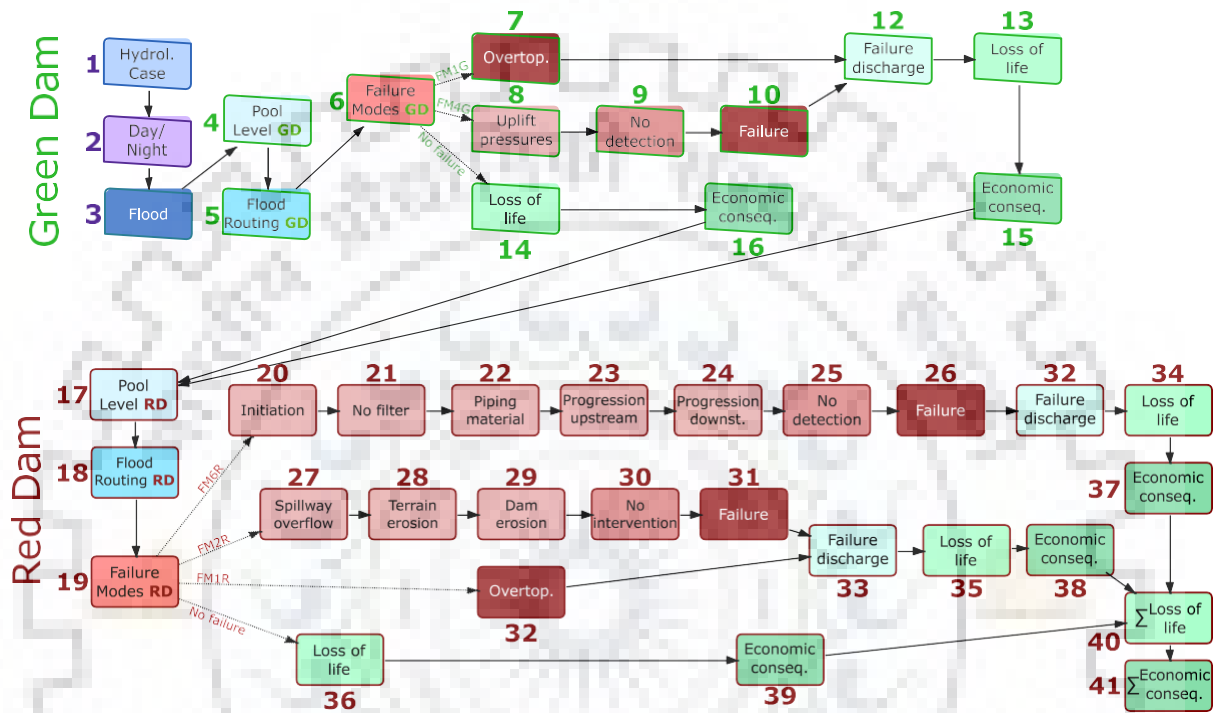 Green Dam
1
Hydrol.
Case
2
Day/
Night
3
Flood
4
Pool
Level GD
5
Flood
Routing GD
6
Failure
Modes GD
FM1G
FM4G
No failure
7
Overtop.
8
Uplift
pressures
9
No
detection
10
Failure
12
Failure
discharge
13
Loss of
life
14
Loss of
life
16
Economic
conseq.
15
Economic
conseq.
Red Dam
17
Pool
Level RD
18
Flood
Routing RD
19
Failure
Modes RD
FM6R
FM2R
FM1R
No failure
20
Initiation
21
No filter
22
Piping
material
23
Progression
upstream
24
Progression
downst.
25
No
detection
26
Failure
32
Failure
discharge
34
Loss of
life
37
Economic
conseq.
27
Spillway
overflow
28
Terrain
erosion
29
Dam
erosion
30
No
intervention
31
Failure
32
Overtop.
33
Failure
discharge
35
Loss of
life
38
Economic
conseq.
36
Loss of
life
39
Economic
conseq.
40
∑Loss of
life
41
∑Economic
conseq.